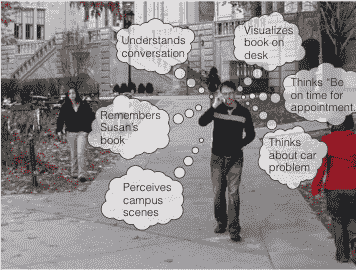 Understands
conversation
Visualizes
book on
desk
Thinks "Be
on time for
appointment.
Remembers
Susan's
book
Thinks
about car
problem
Perceives
campus
scenes